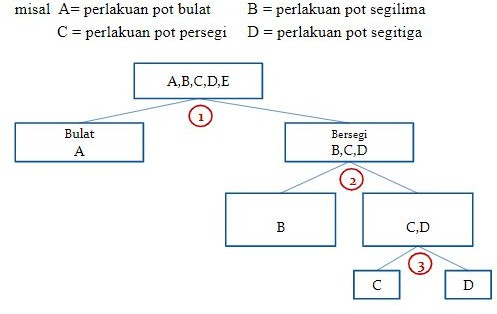 misal A= perlakuan pot bulat B = perlakuan pot segilima
C = perlakuan pot persegi D = perlakuan pot segitiga
A,B,C,D,E
1
Bulat
A
Bersegi
B,C,D
2
B
C,D
3
C
D